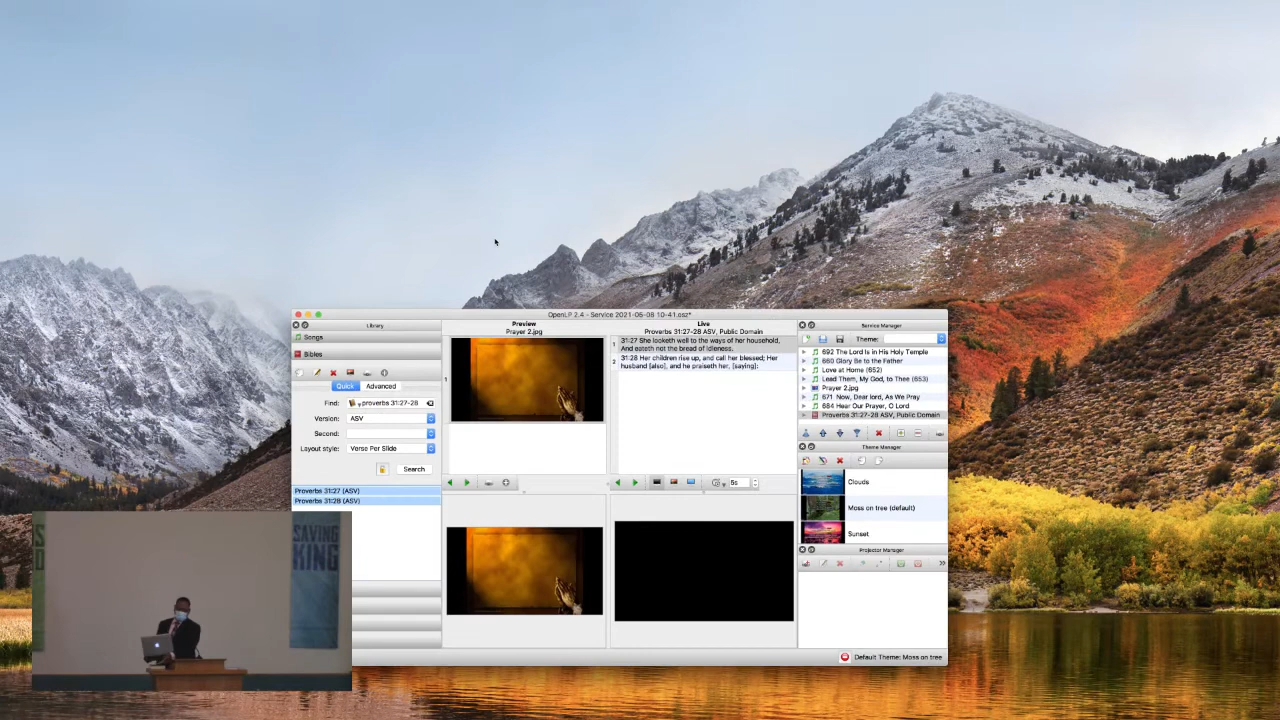 OpenLP 2.4 - Service 2021-06-08 10-41.osz*
Library
Songs
Bibles
Quick Advanced
Find: proverbs 31:27-28
Version: ASV
Second:
Layout style: Verse Per Slide
Search
Proverbs 31:27 (ASV)
Proverbs 31:28 (ASV)
Preview
Prayer 2.jpg
1
Live
Proverbs 31:27-28 ASV, Public Domain
1 31:27 She looketh well to the ways of her household,
And eateth not the bread of idleness.
2 31:28 Her children rise up, and call her blessed; Her
husband [also], and he praiseth her, [saying]:
5s
Service Manager
Theme:
692 The Lord Is in His Holy Temple
660 Glory Be to the Father
Love at Home (652)
Lead Them, My God, to Thee (653)
Prayer 2.jpg
671 Now, Dear lord, As We Pray
684 Hear Our Prayer, O Lord
Proverbs 31:27-28 ASV, Public Domain
Theme Manager
Clouds
Moss on tree (default)
Sunset
Projector Manager
Default Theme: Moss on tree
SAVING
KING